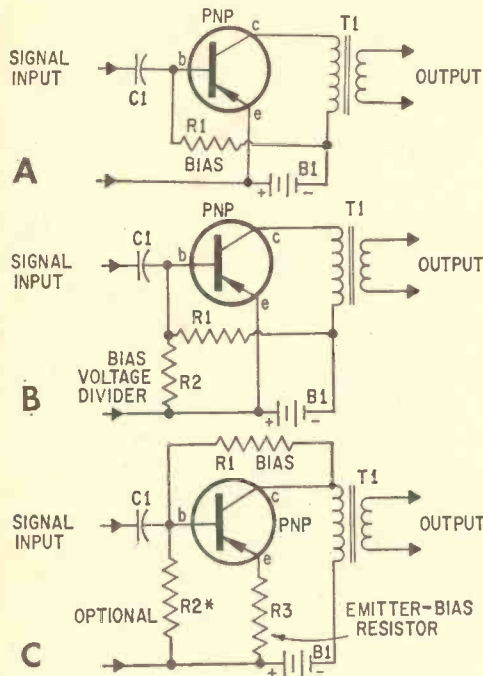 PNP
c
T1
SIGNAL
INPUT
b
C1
OUTPUT
e
R1
BIAS
A
B1
+ -
PNP
T1
C1
c
SIGNAL
INPUT
b
OUTPUT
e
R1
BIAS
VOLTAGE
DIVIDER
R2
B1
B
+ -
R1 BIAS
T1
C1
c
SIGNAL
INPUT
b
PNP
OUTPUT
e
OPTIONAL
R2*
R3
EMITTER-BIAS
RESISTOR
B1
C
+ -